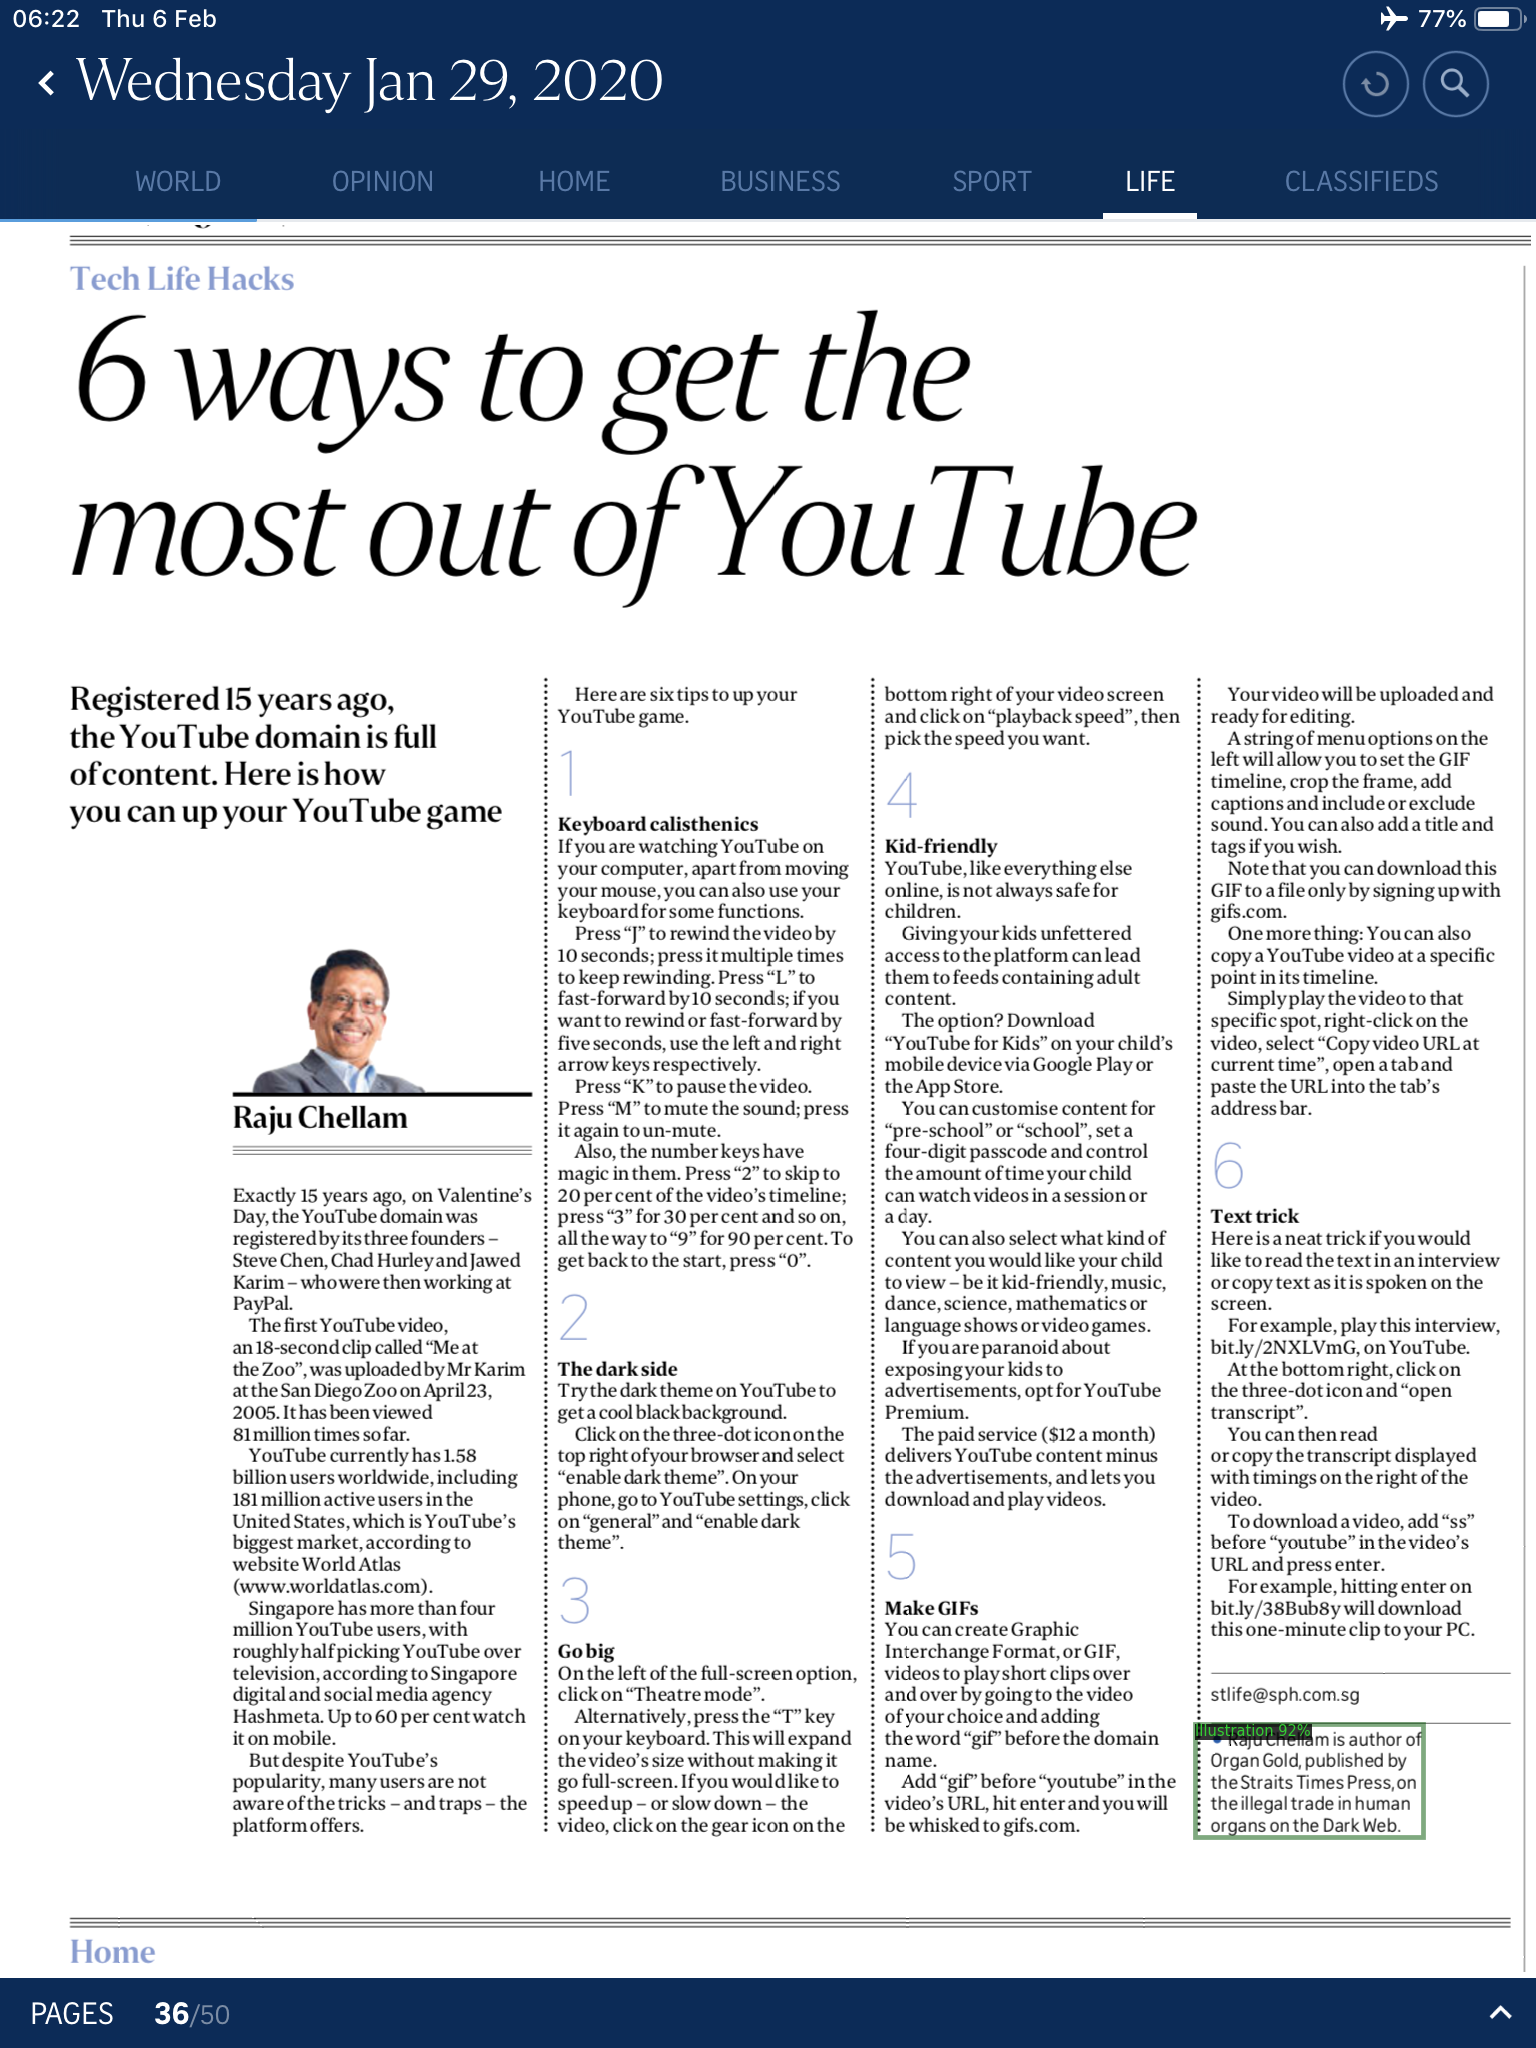 06:22 Thu 6 Feb
77%
Wednesday Jan 29, 2020
WORLD OPINION HOME BUSINESS SPORT LIFE CLASSIFIEDS
Tech Life Hacks
6 ways to get the
most out of YouTube
Registered 15 years ago,
the YouTube domain is full
of content. Here is how
you can up your YouTube game
Raju Chellam
Exactly 15 years ago, on Valentine's
Day, the YouTube domain was
registered by its three founders –
Steve Chen, Chad Hurley and Jawed
Karim – who were then working at
PayPal.
The first YouTube video,
an 18-second clip called “Me at
the Zoo”, was uploaded by Mr Karim
at the San Diego Zoo on April 23,
2005. It has been viewed
81 million times so far.
YouTube currently has 1.58
billion users worldwide, including
181 million active users in the
United States, which is YouTube's
biggest market, according to
website World Atlas
(www.worldatlas.com).
Singapore has more than four
million YouTube users, with
roughly half picking YouTube over
television, according to Singapore
digital and social media agency
Hashmeta. Up to 60 per cent watch
it on mobile.
But despite YouTube's
popularity, many users are not
aware of the tricks – and traps – the
platform offers.
Here are six tips to up your
YouTube game.
1
Keyboard calisthenics
If you are watching YouTube on
your computer, apart from moving
your mouse, you can also use your
keyboard for some functions.
Press “J” to rewind the video by
10 seconds; press it multiple times
to keep rewinding. Press “L” to
fast-forward by 10 seconds; if you
want to rewind or fast-forward by
five seconds, use the left and right
arrow keys respectively.
Press “K” to pause the video.
Press “M” to mute the sound; press
it again to un-mute.
Also, the number keys have
magic in them. Press “2” to skip to
20 per cent of the video's timeline;
press “3” for 30 per cent and so on,
all the way to “9” for 90 per cent. To
get back to the start, press “0”.
2
The dark side
Try the dark theme on YouTube to
get a cool black background.
Click on the three-dot icon on the
top right of your browser and select
“enable dark theme”. On your
phone, go to YouTube settings, click
on “general” and “enable dark
theme”.
3
Go big
On the left of the full-screen option,
click on “Theatre mode”.
Alternatively, press the “T” key
on your keyboard. This will expand
the video's size without making it
go full-screen. If you would like to
speed up – or slow down – the
video, click on the gear icon on the
bottom right of your video screen
and click on “playback speed”, then
pick the speed you want.
4
Kid-friendly
YouTube, like everything else
online, is not always safe for
children.
Giving your kids unfettered
access to the platform can lead
them to feeds containing adult
content.
The option? Download
“YouTube for Kids” on your child's
mobile device via Google Play or
the App Store.
You can customise content for
“pre-school” or “school”, set a
four-digit passcode and control
the amount of time your child
can watch videos in a session or
a day.
You can also select what kind of
content you would like your child
to view – be it kid-friendly, music,
dance, science, mathematics or
language shows or video games.
If you are paranoid about
exposing your kids to
advertisements, opt for YouTube
Premium.
The paid service ($12 a month)
delivers YouTube content minus
the advertisements, and lets you
download and play videos.
5
Make GIFs
You can create Graphic
Interchange Format, or GIF,
videos to play short clips over
and over by going to the video
of your choice and adding
the word “gif” before the domain
name.
Add “gif” before “youtube” in the
video's URL, hit enter and you will
be whisked to gifs.com.
Your video will be uploaded and
ready for editing.
A string of menu options on the
left will allow you to set the GIF
timeline, crop the frame, add
captions and include or exclude
sound. You can also add a title and
tags if you wish.
Note that you can download this
GIF to a file only by signing up with
gifs.com.
One more thing: You can also
copy a YouTube video at a specific
point in its timeline.
Simply play the video to that
specific spot, right-click on the
video, select “Copy video URL at
current time”, open a tab and
paste the URL into the tab's
address bar.
6
Text trick
Here is a neat trick if you would
like to read the text in an interview
or copy text as it is spoken on the
screen.
For example, play this interview,
bit.ly/2NXLVmG, on YouTube.
At the bottom right, click on
the three-dot icon and “open
transcript”.
You can then read
or copy the transcript displayed
with timings on the right of the
video.
To download a video, add “ss”
before “youtube” in the video's
URL and press enter.
For example, hitting enter on
bit.ly/38Bub8y will download
this one-minute clip to your PC.
stlife@sph.com.sg
Illustration 92%
• Raju Chellam is author of
Organ Gold, published by
the Straits Times Press, on
the illegal trade in human
organs on the Dark Web.
Home
PAGES 36/50